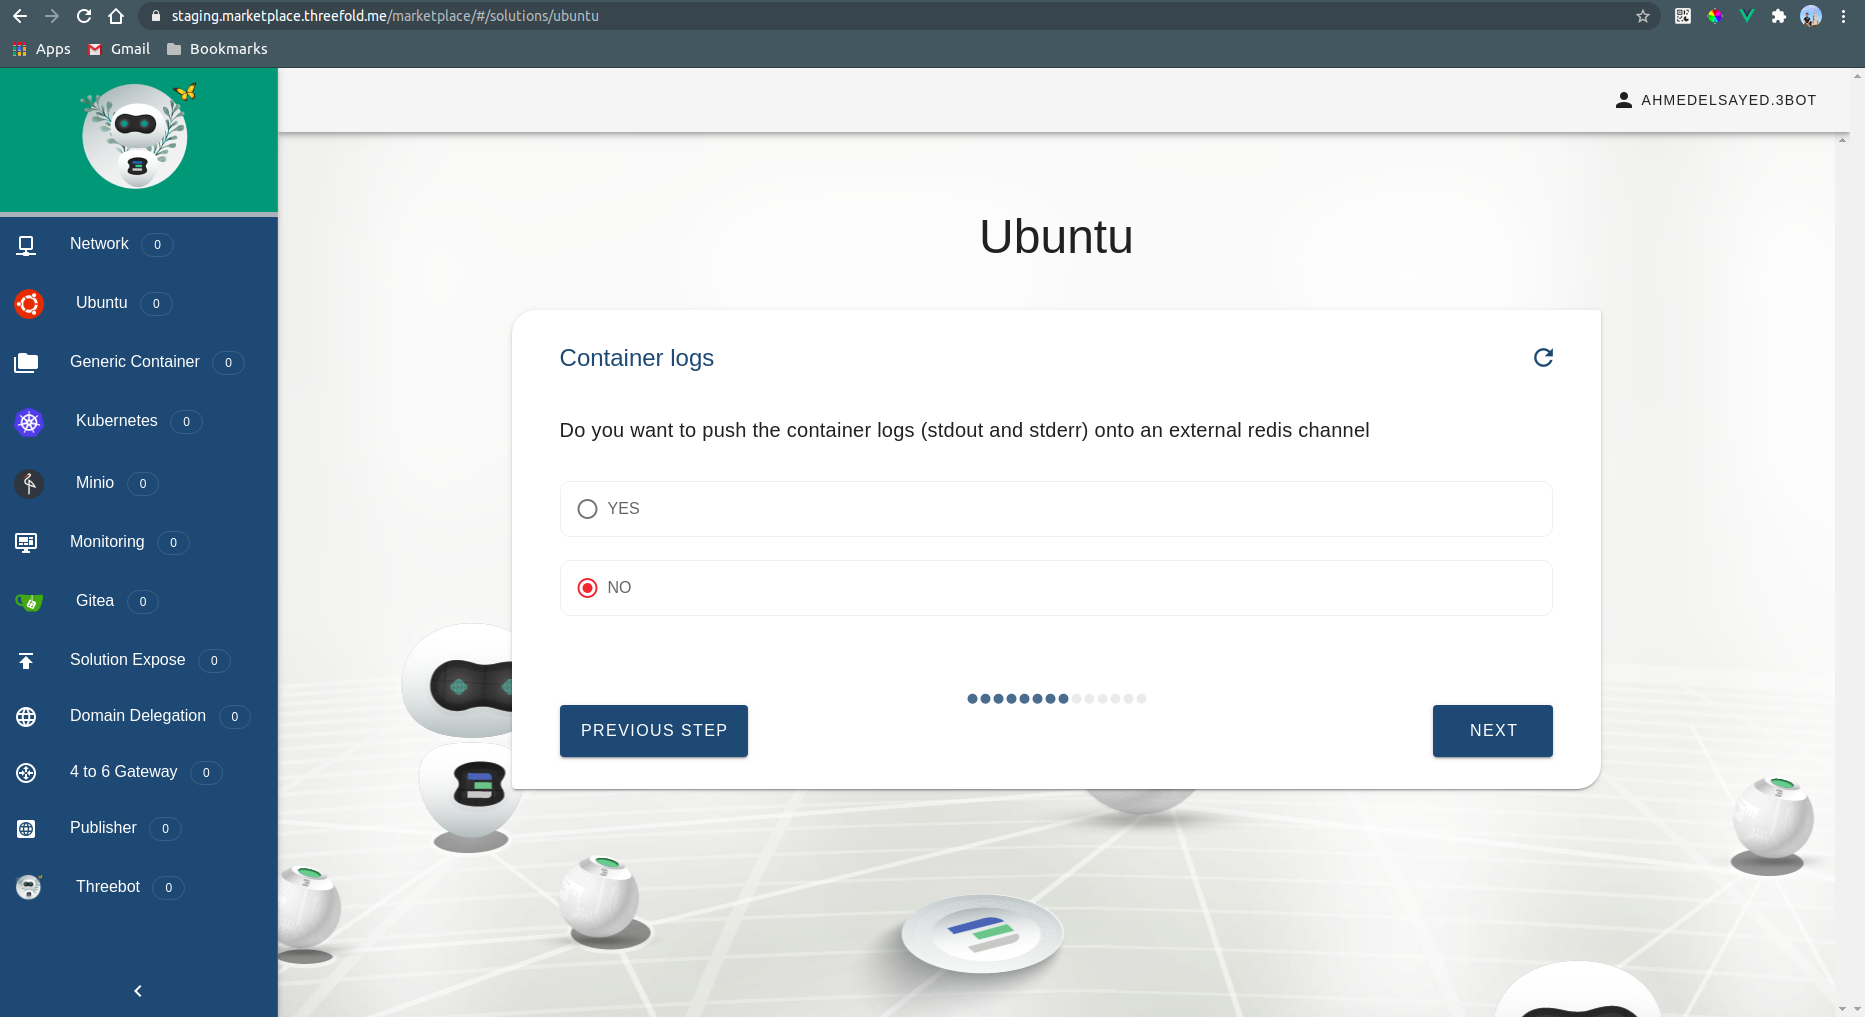 staging.marketplace.threefold.me/marketplace/#/solutions/ubuntu
Apps Gmail Bookmarks
AHMEDELSAYED.3BOT
Network 0
Ubuntu 0
Generic Container 0
Kubernetes 0
Minio 0
Monitoring 0
Gitea 0
Solution Expose 0
Domain Delegation 0
4 to 6 Gateway 0
Publisher 0
Threebot 0
Ubuntu
Container logs
Do you want to push the container logs (stdout and stderr) onto an external redis channel
YES
NO
PREVIOUS STEP
NEXT